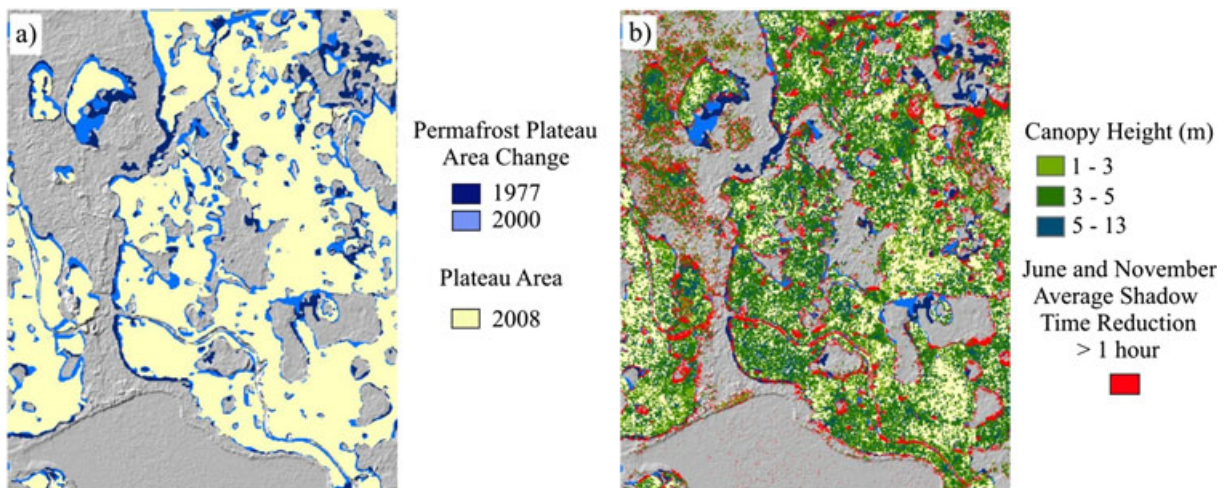 a)
Permafrost Plateau
Area Change
1977
2000
Plateau Area
2008
b)
Canopy Height (m)
1 - 3
3 - 5
5 - 13
June and November
Average Shadow
Time Reduction
> 1 hour